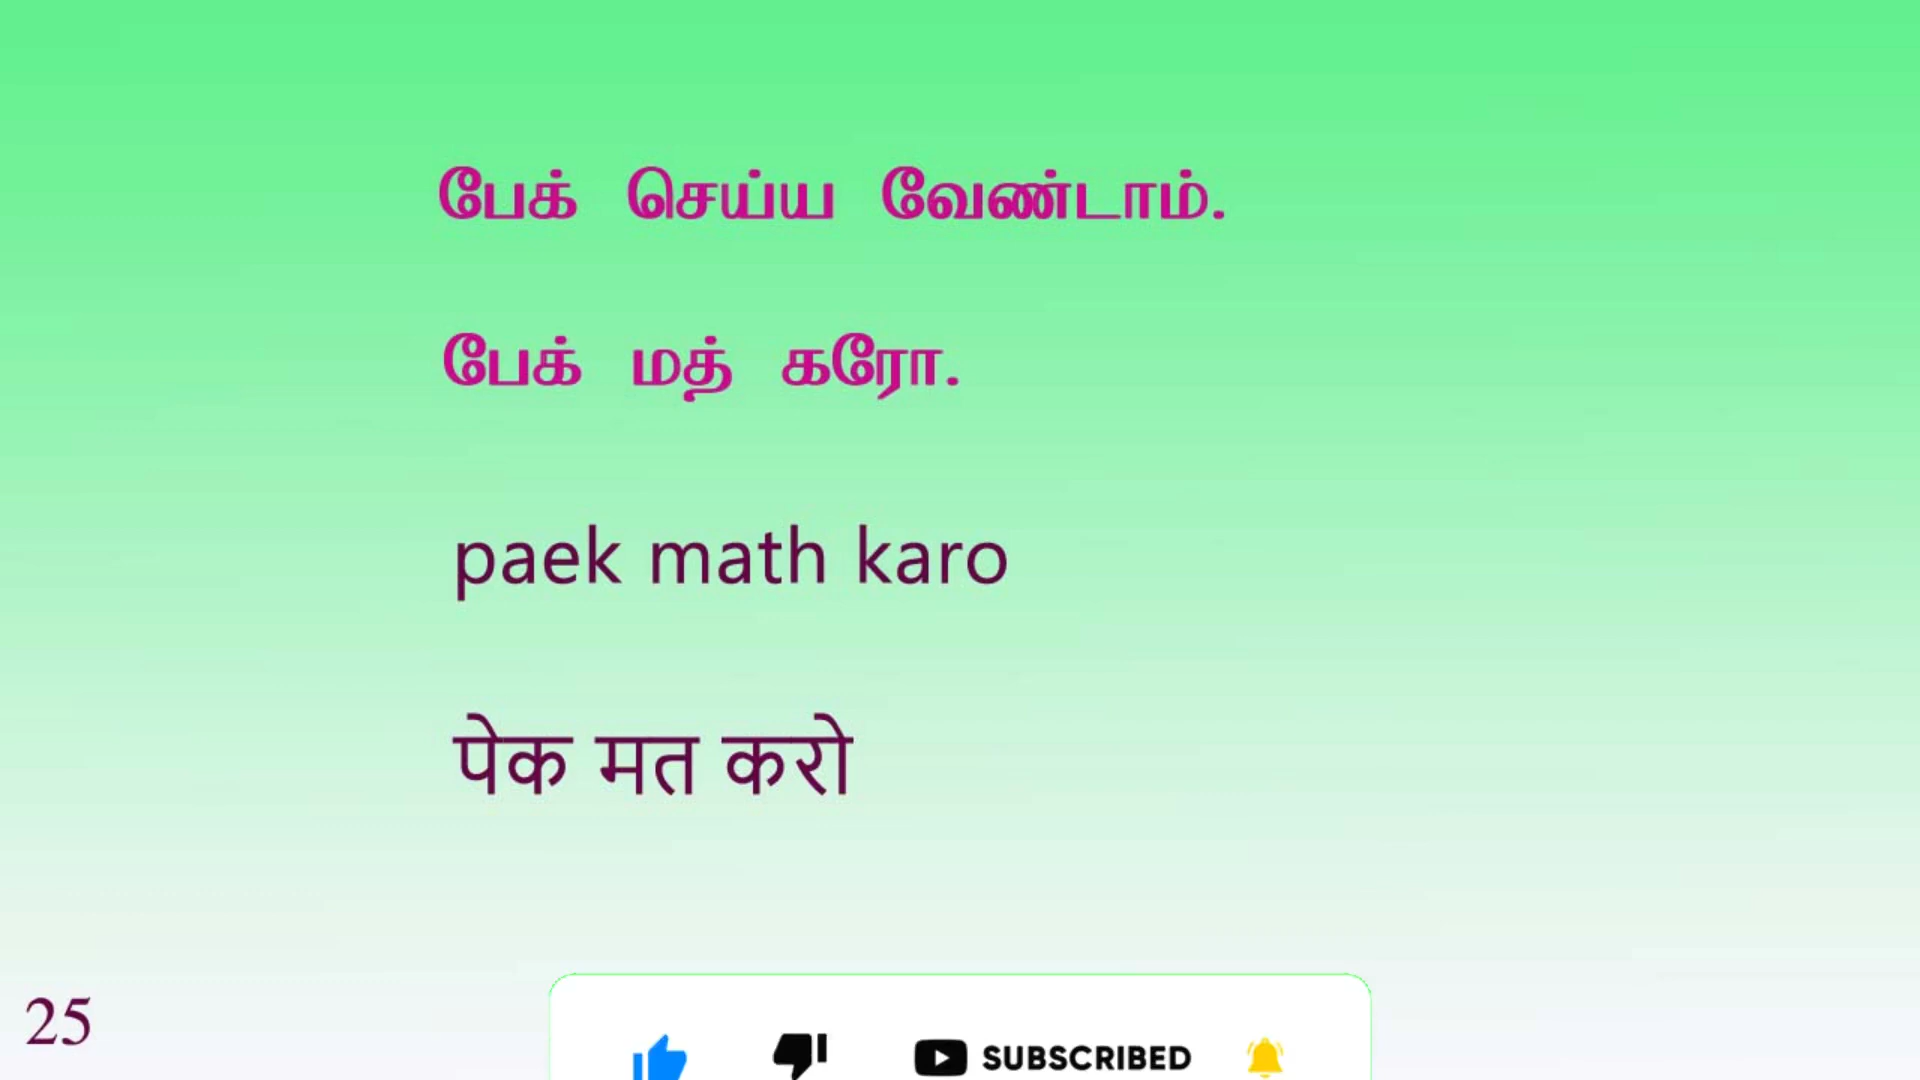 பேக் செய்ய வேண்டாம்.
பேக் மத் கரோ.
paek math karo
पेक मत करो
25
SUBSCRIBED